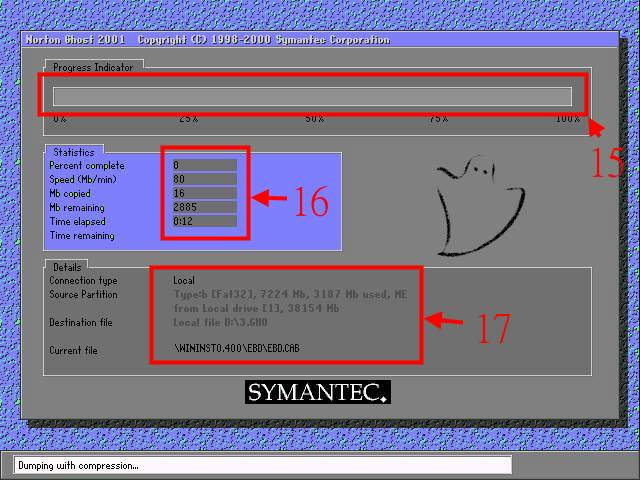 Norton Ghost 2001 Copyright (C) 1998-2000 Symantec Corporation
Progress Indicator
0% 25% 50% 75% 100%
15
Statistics
Percent complete 0
Speed (Mb/min) 80
Mb copied 16
Mb remaining 2885
Time elapsed 0:12
Time remaining
16
Details
Connection type Local
Source Partition Type:b [Fat32], 7224 Mb, 3187 Mb used, ME
from Local drive [1], 38154 Mb
Destination file Local file D:\3.GHO
Current file \WININST0.400\EBD\EBD.CAB
17
SYMANTEC.
Dumping with compression...